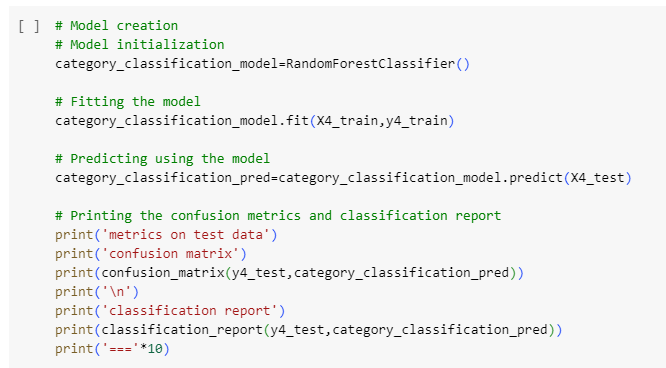 [ ] # Model creation
# Model initialization
category_classification_model=RandomForestClassifier()
# Fitting the model
category_classification_model.fit(X4_train,y4_train)
# Predicting using the model
category_classification_pred=category_classification_model.predict(X4_test)
# Printing the confusion metrics and classification report
print('metrics on test data')
print('confusion matrix')
print(confusion_matrix(y4_test,category_classification_pred))
print('\n')
print('classification report')
print(classification_report(y4_test,category_classification_pred))
print('==='*10)